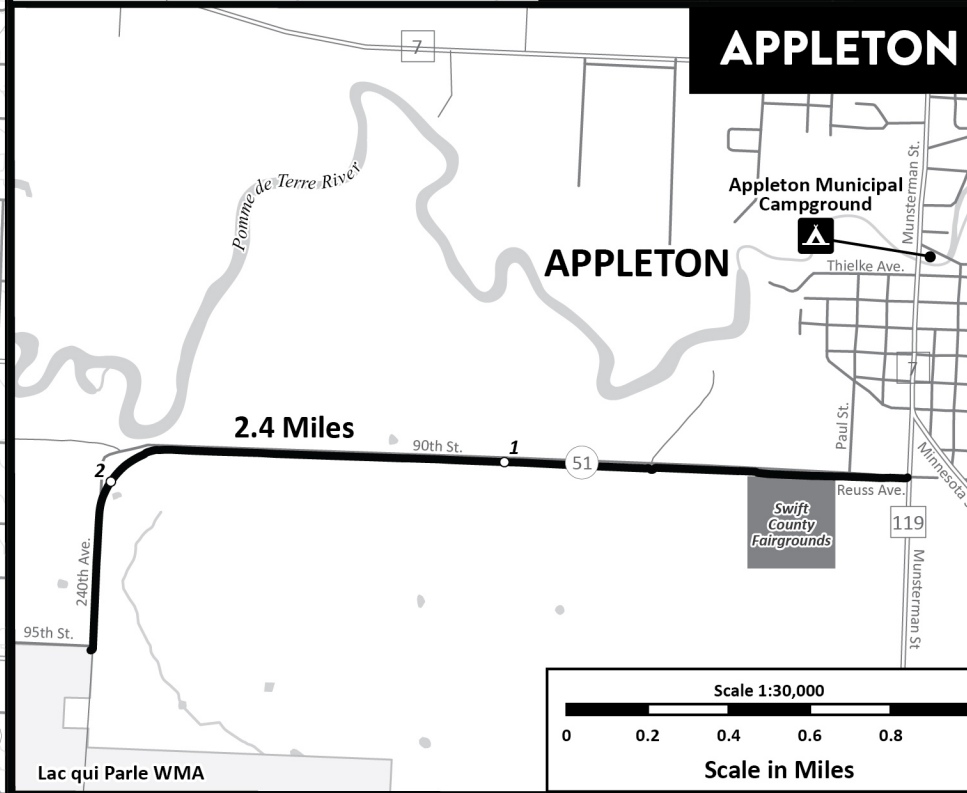 APPLETON
7
Pomme de Terre River
Munsterman St.
Appleton Municipal
Campground
APPLETON
Thielke Ave.
7
2.4 Miles
Paul St.
90th St.
1
51
2
Minnesota
Reuss Ave.
Swift
County
Fairgrounds
119
240th Ave.
Munsterman St
95th St.
Scale 1:30,000
0 0.2 0.4 0.6 0.8
Scale in Miles
Lac qui Parle WMA